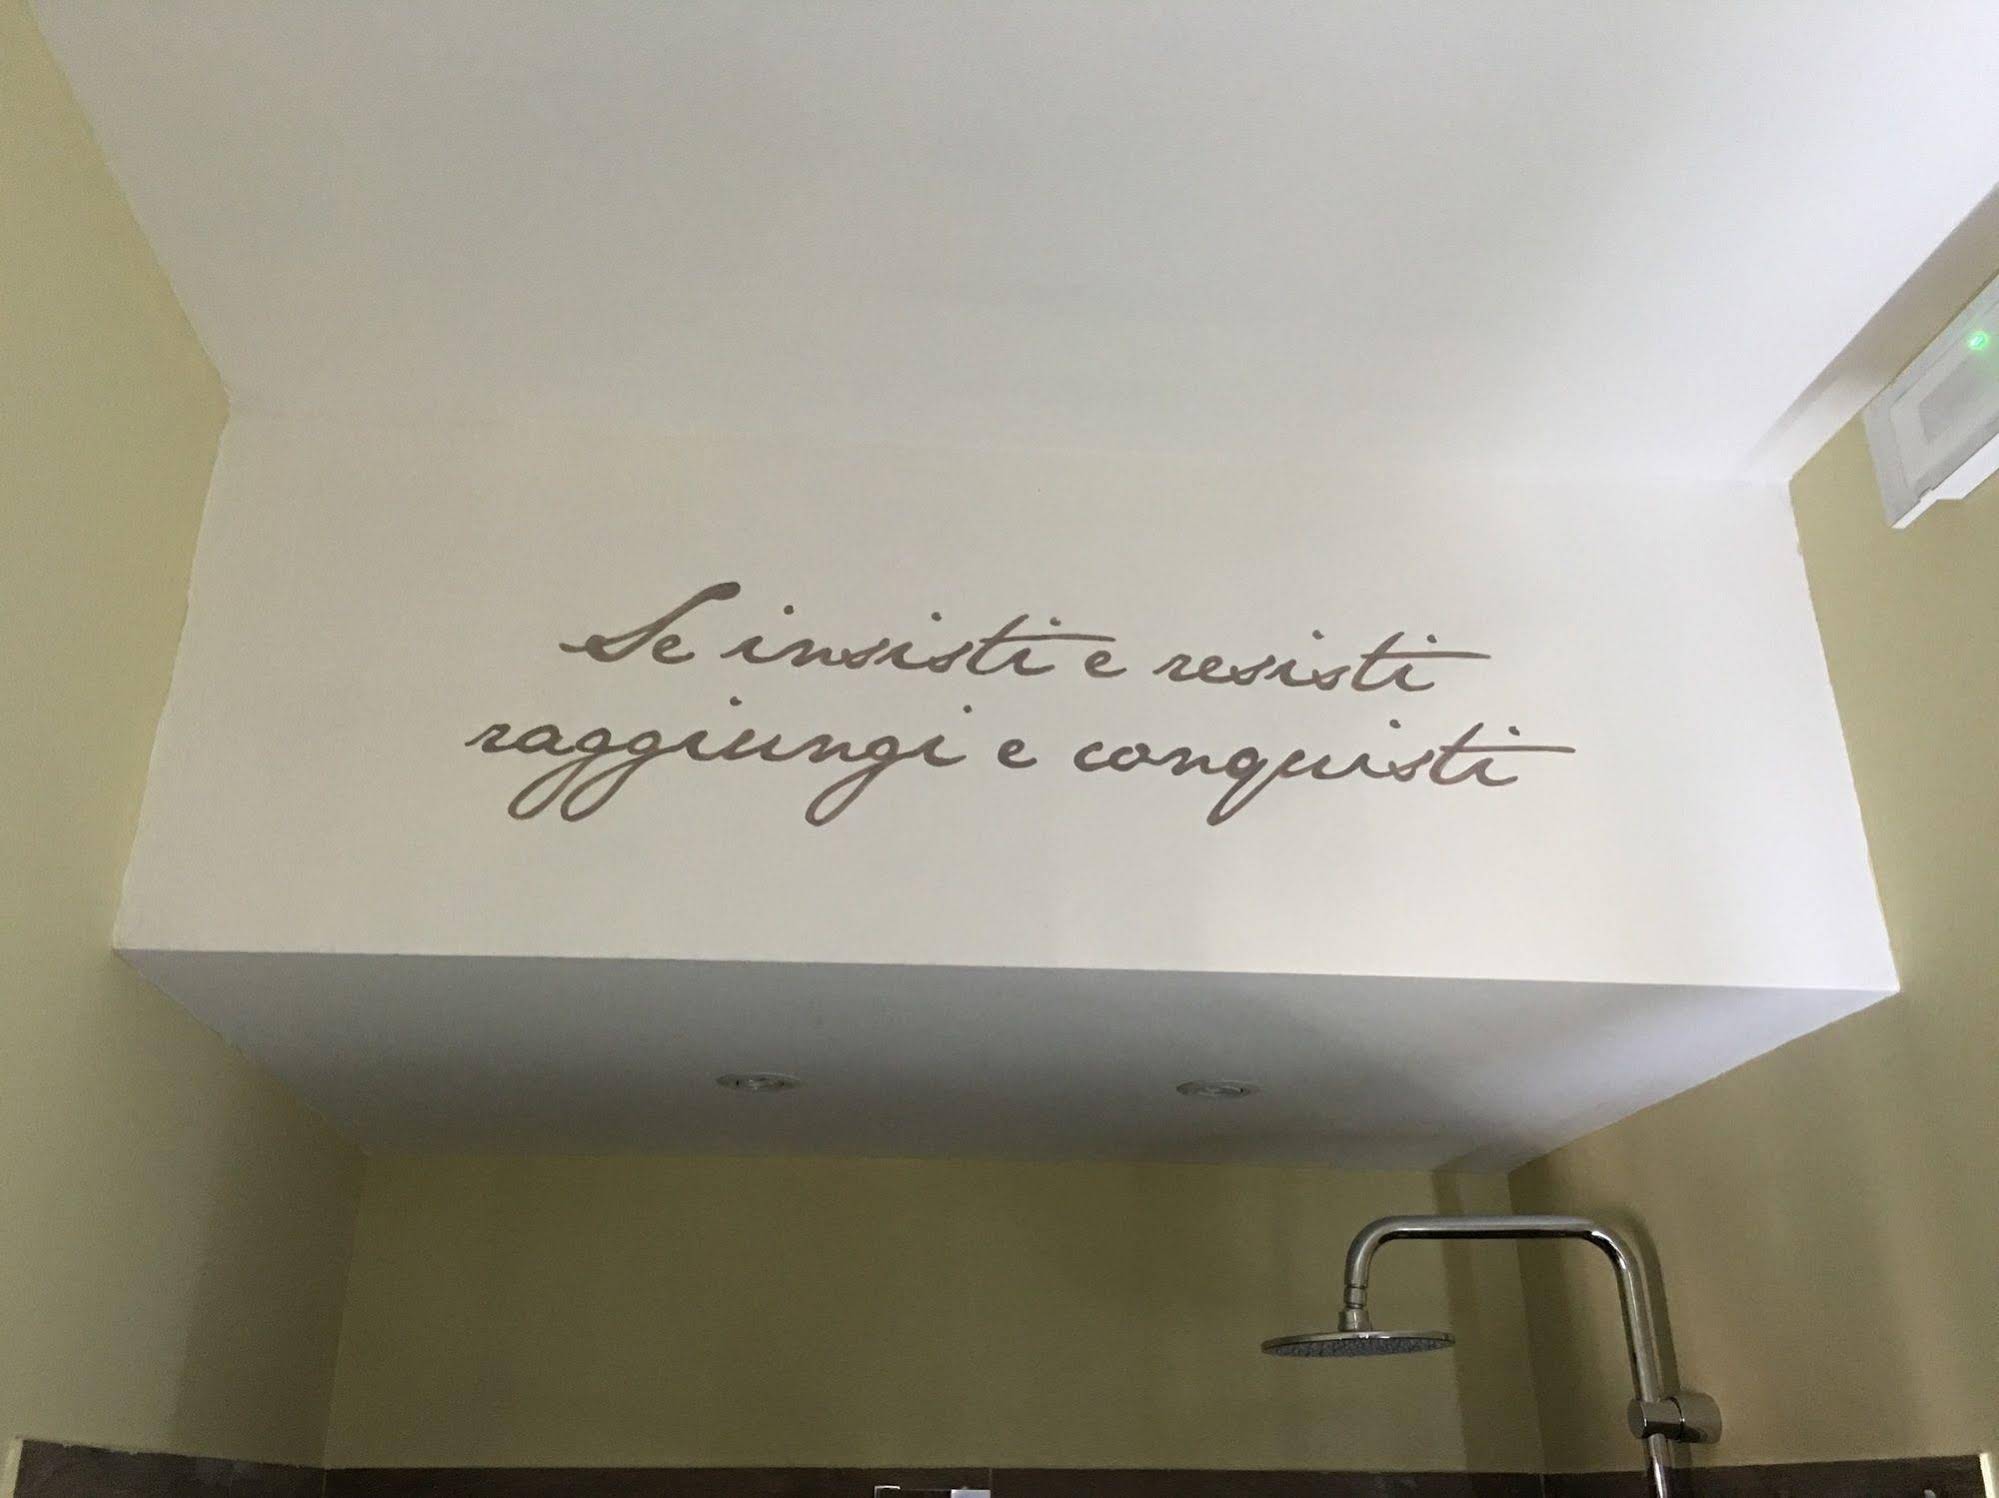 Se insisti e resisti
raggiungi e conquisti